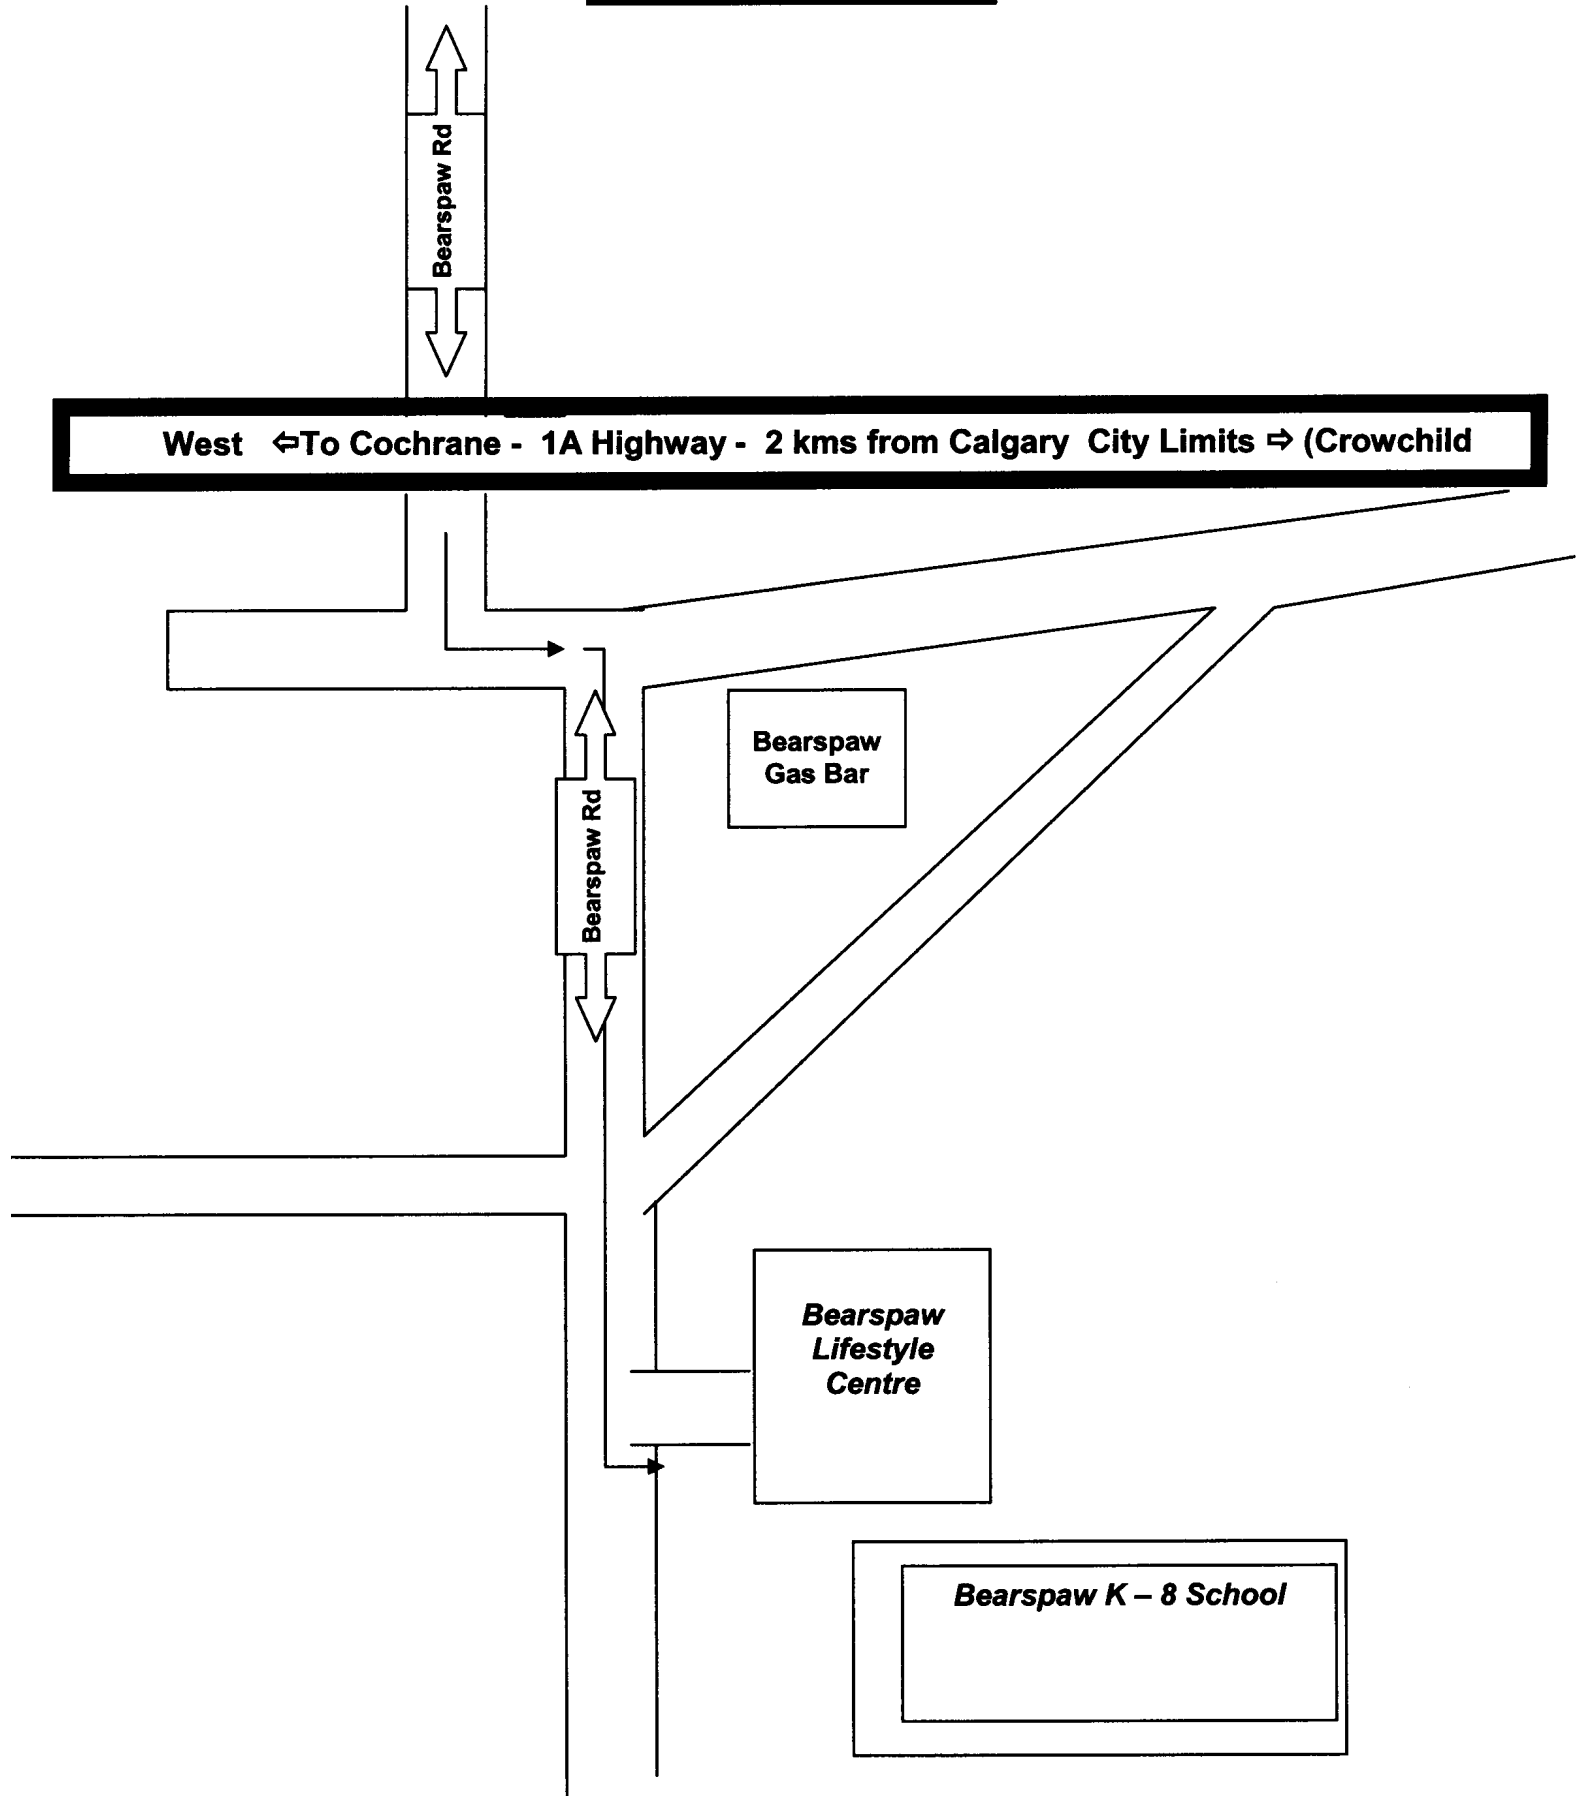 Bearspaw Rd
West ⇦To Cochrane - 1A Highway - 2 kms from Calgary City Limits ⇨ (Crowchild
Bearspaw
Gas Bar
Bearspaw Rd
Bearspaw
Lifestyle
Centre
Bearspaw K – 8 School